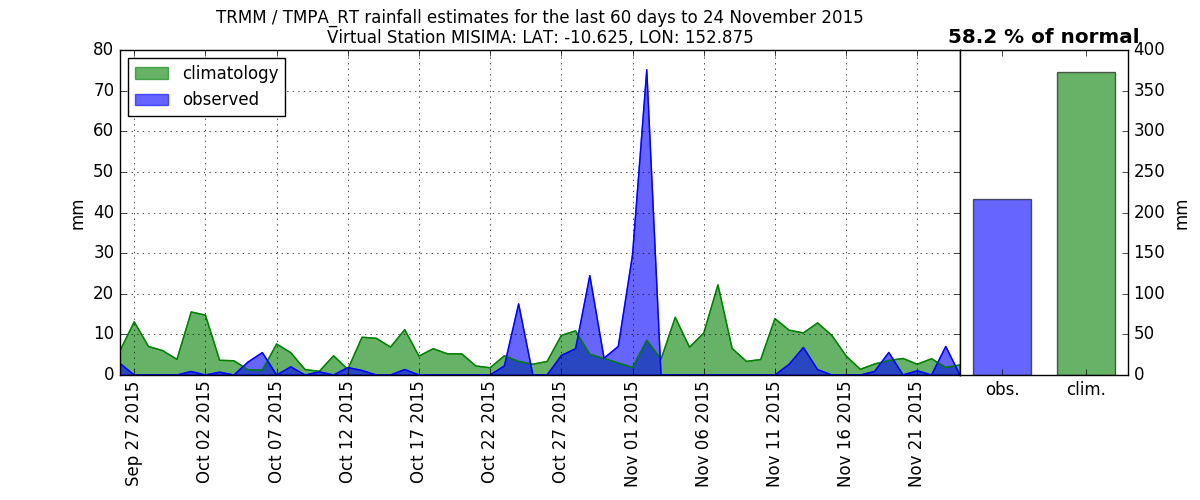 TRMM / TMPA_RT rainfall estimates for the last 60 days to 24 November 2015
Virtual Station MISIMA: LAT: -10.625, LON: 152.875
58.2 % of normal
climatology
observed
80
70
60
50
40
30
20
10
0
mm
Sep 27 2015
Oct 02 2015
Oct 07 2015
Oct 12 2015
Oct 17 2015
Oct 22 2015
Oct 27 2015
Nov 01 2015
Nov 06 2015
Nov 11 2015
Nov 16 2015
Nov 21 2015
obs.
clim.
400
350
300
250
200
150
100
50
0
mm